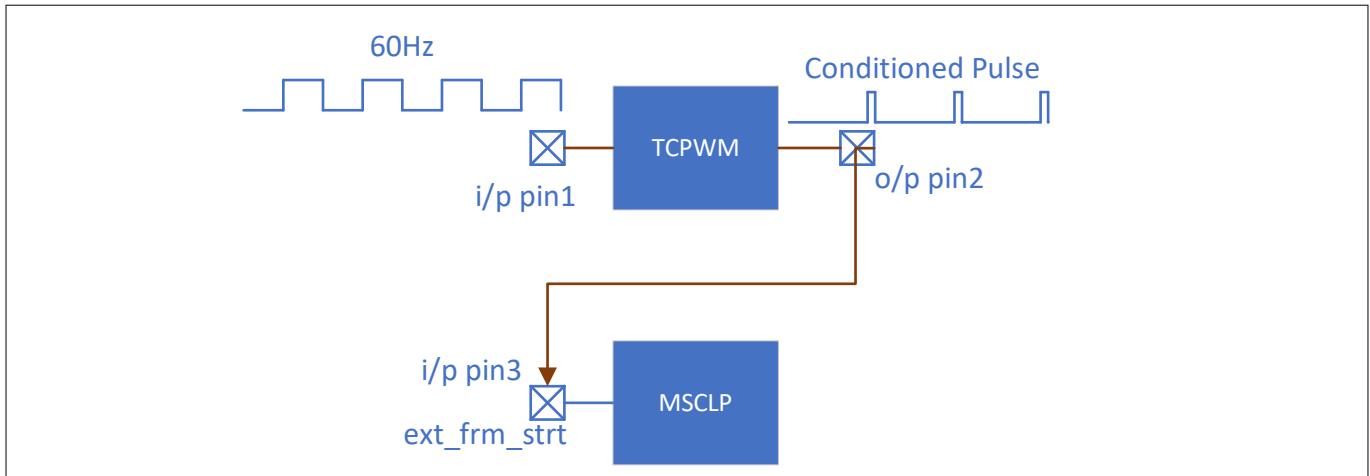 60Hz
Conditioned Pulse
TCPWM
i/p pin1
o/p pin2
i/p pin3
MSCLP
ext_frm_strt